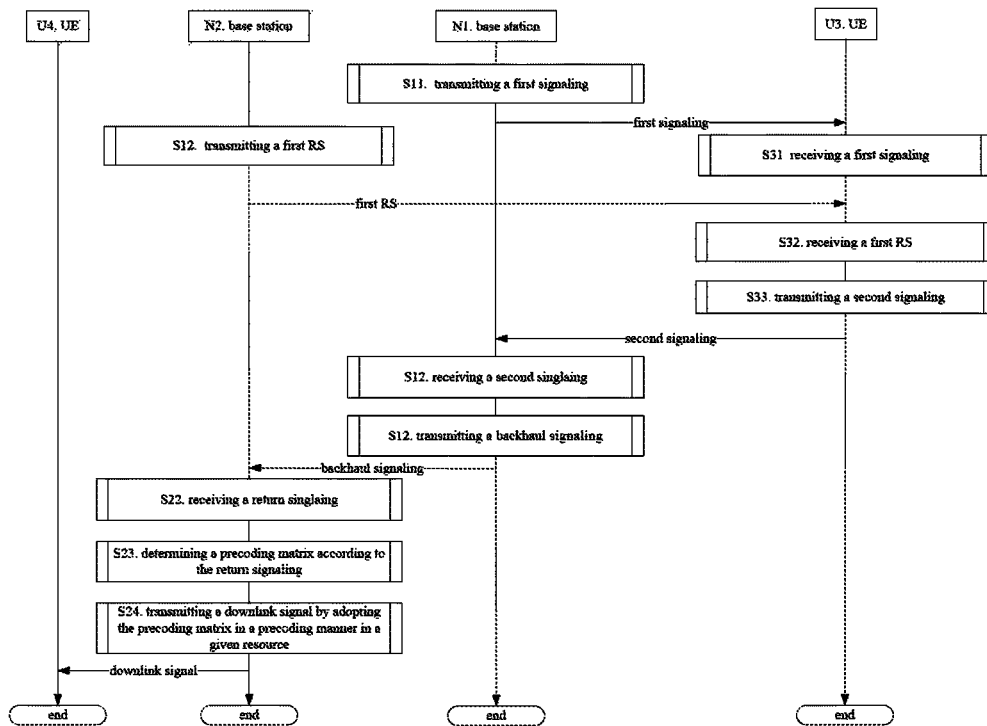 U4, UE
N2. base station
N1. base station
U3. UE
S11. transmitting a first signaling
first signaling
S12. transmitting a first RS
S31 receiving a first signaling
first RS
S32. receiving a first RS
S33. transmitting a second signaling
second signaling
S12. receiving a second singlaing
S12. transmitting a backhaul signaling
backhaul signaling
S22. receiving a return singlaing
S23. determining a precoding matrix according to
the return signaling
S24. transmitting a downlink signal by adopting
the precoding matrix in a precoding manner in a
given resource
downlink signal
end
end
end
end